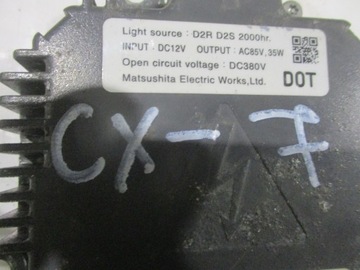 Light source : D2R D2S 2000hr.
INPUT : DC12V OUTPUT : AC85V, 35W
Open circuit voltage : DC380V
Matsushita Electric Works,Ltd. DOT
CX-7